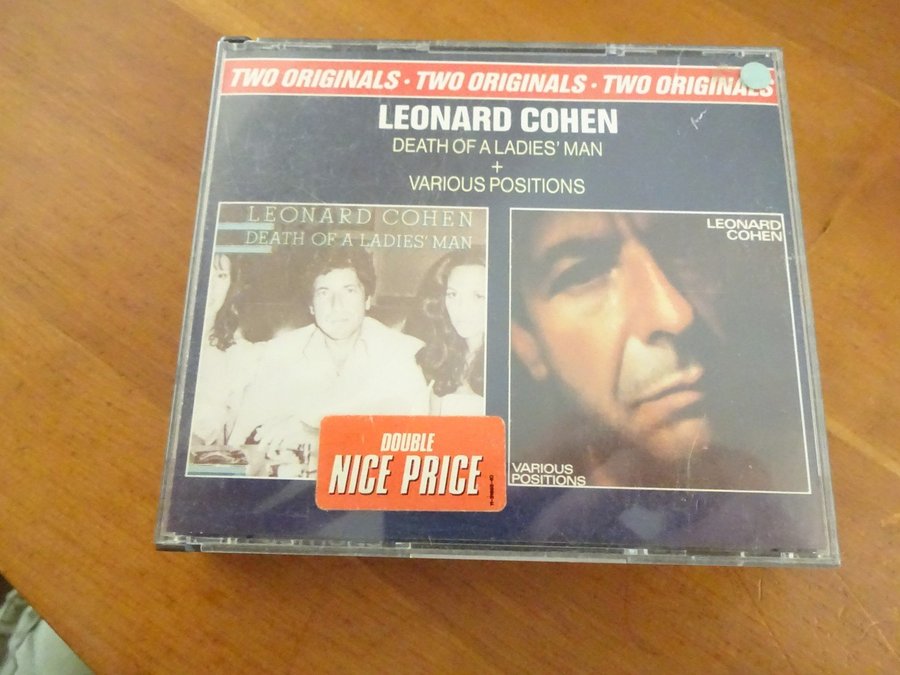 TWO ORIGINALS · TWO ORIGINALS · TWO ORIGINALS
LEONARD COHEN
DEATH OF A LADIES' MAN
+
VARIOUS POSITIONS
LEONARD COHEN
DEATH OF A LADIES' MAN
LEONARD
COHEN
VARIOUS
POSITIONS
DOUBLE
NICE PRICE